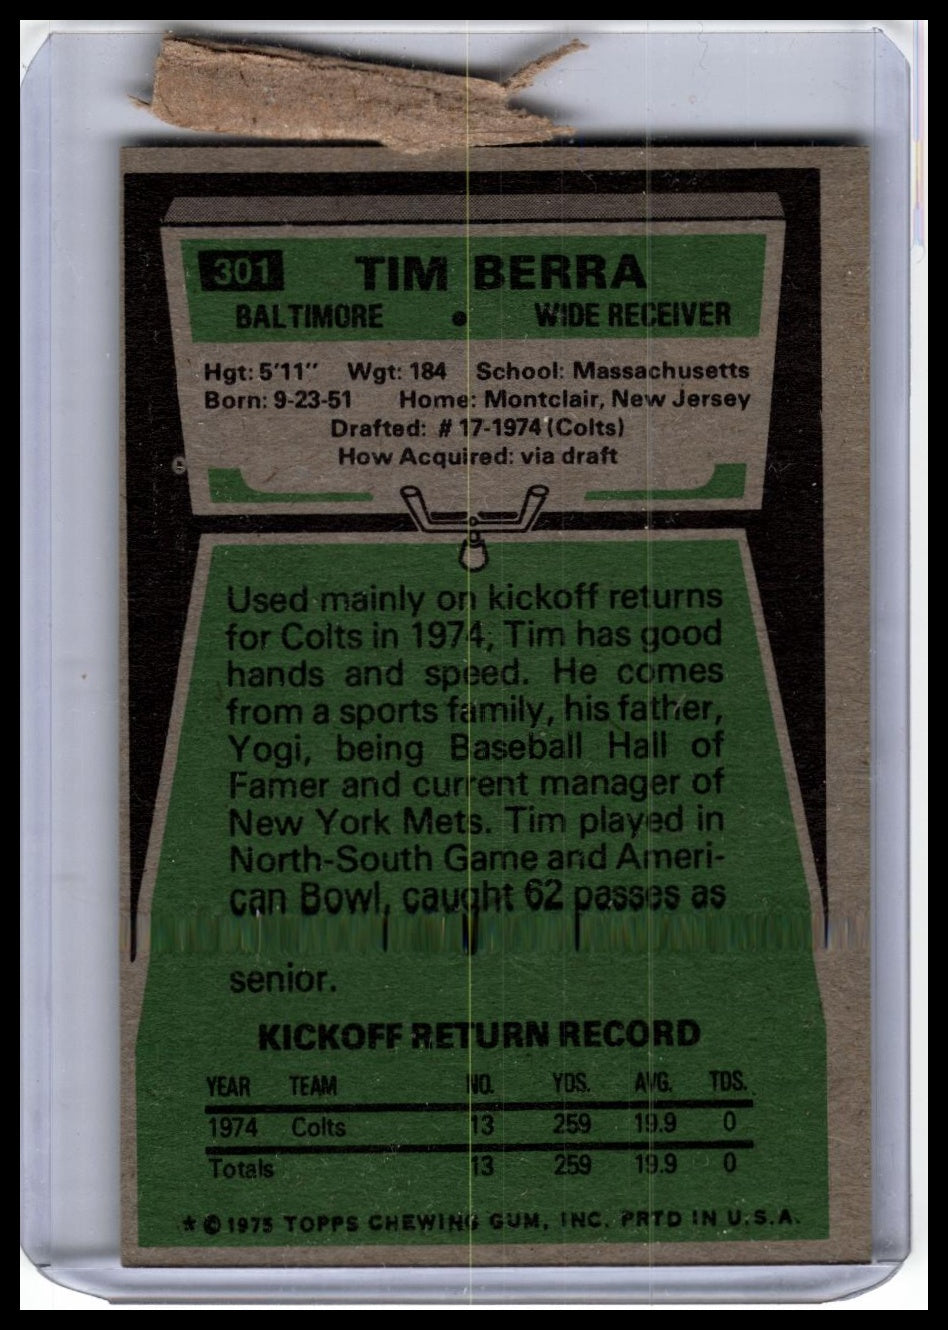 301 TIM BERRA
BALTIMORE • WIDE RECEIVER
Hgt: 5'11" Wgt: 184 School: Massachusetts
Born: 9-23-51 Home: Montclair, New Jersey
Drafted: # 17-1974 (Colts)
How Acquired: via draft
Used mainly on kickoff returns
for Colts in 1974, Tim has good
hands and speed. He comes
from a sports family, his father,
Yogi, being Baseball Hall of
Famer and current manager of
New York Mets. Tim played in
North-South Game and Ameri-
can Bowl, caught 62 passes as
senior.
KICKOFF RETURN RECORD
YEAR TEAM NO. YDS. AVG. TDS.
1974 Colts 13 259 19.9 0
Totals 13 259 19.9 0
★ © 1975 TOPPS CHEWING GUM, INC. PRTD IN U.S.A.